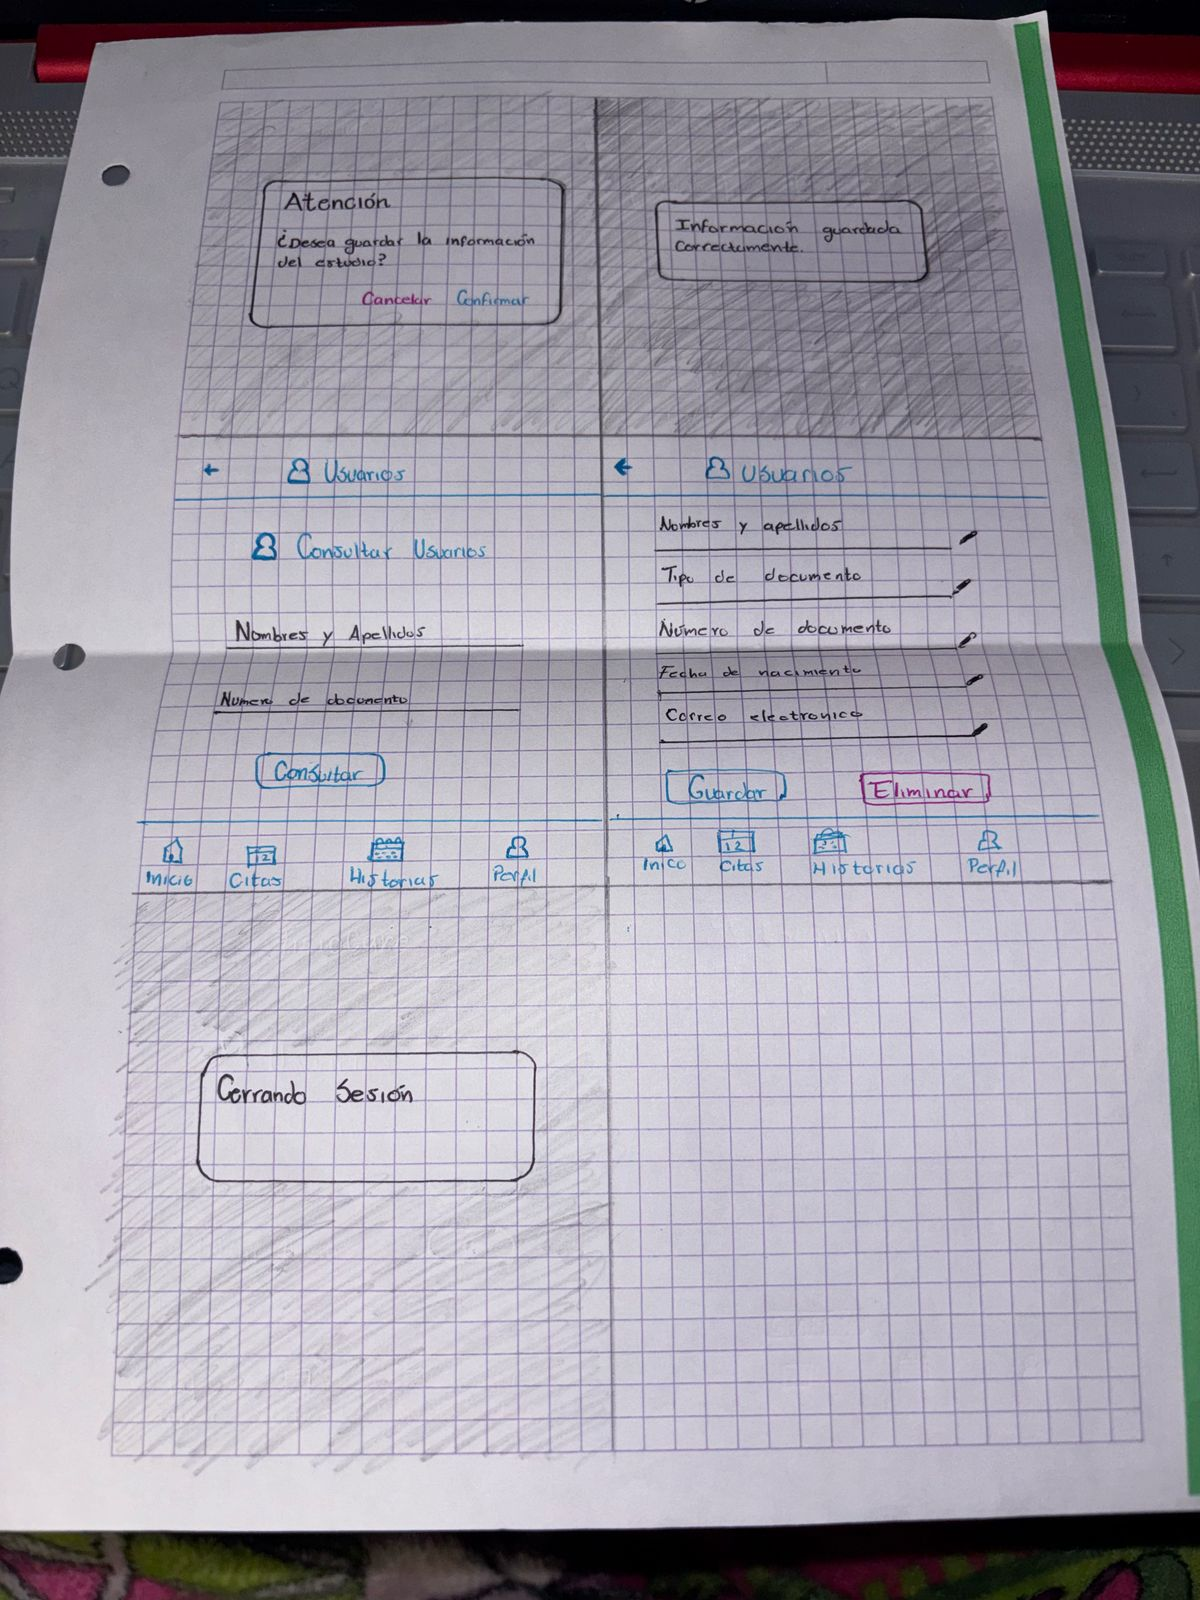 Atención
¿Desea guardar la información
del estudio?
Cancelar Confirmar
Información guardada
correctamente.
← Usuarios
Consultar Usuarios
Nombres y Apellidos
Numero de documento
Consultar
Inicio Citas Historias Perfil
← Usuarios
Nombres y apellidos
Tipo de documento
Número de documento
Fecha de nacimiento
Correo electronico
Guardar Eliminar
Inico Citas Historias Perfil
Cerrando Sesión